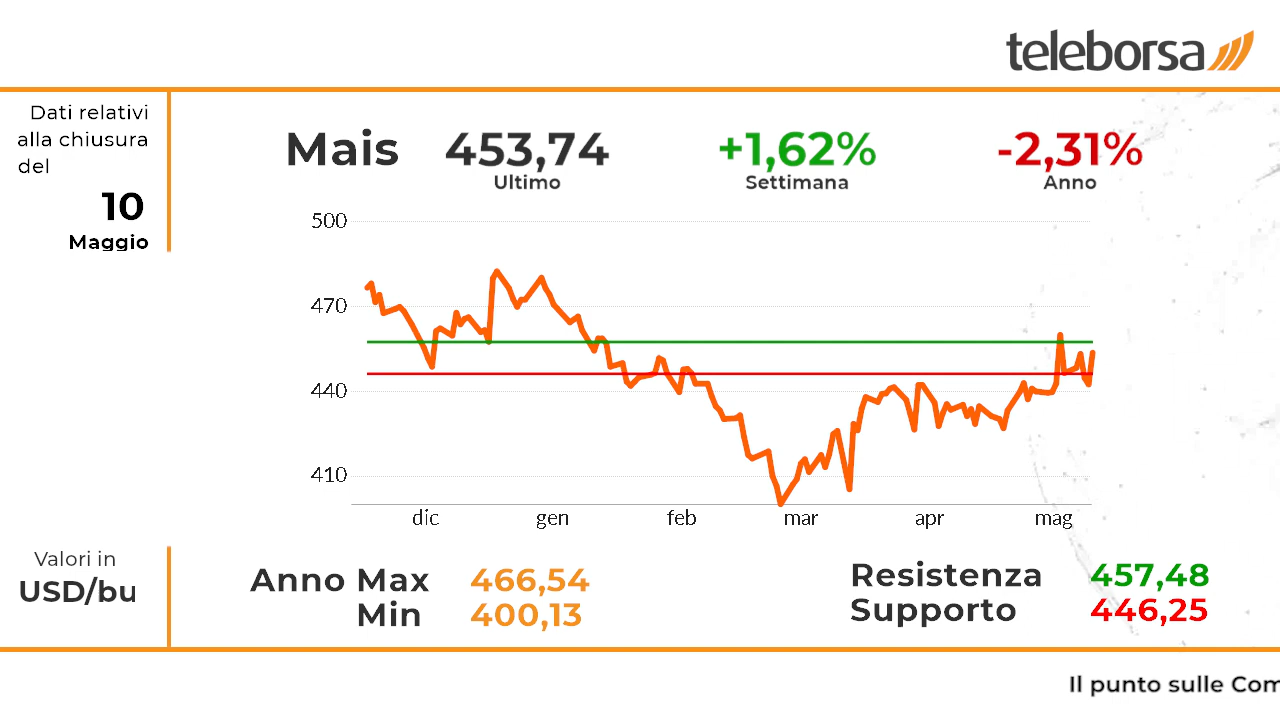 teleborsa
Dati relativi
alla chiusura
del
10
Maggio
Mais 453,74 +1,62% -2,31%
Ultimo Settimana Anno
500
470
440
410
dic gen feb mar apr mag
Valori in
USD/bu
Anno Max 466,54
Min 400,13
Resistenza 457,48
Supporto 446,25
Il punto sulle Com